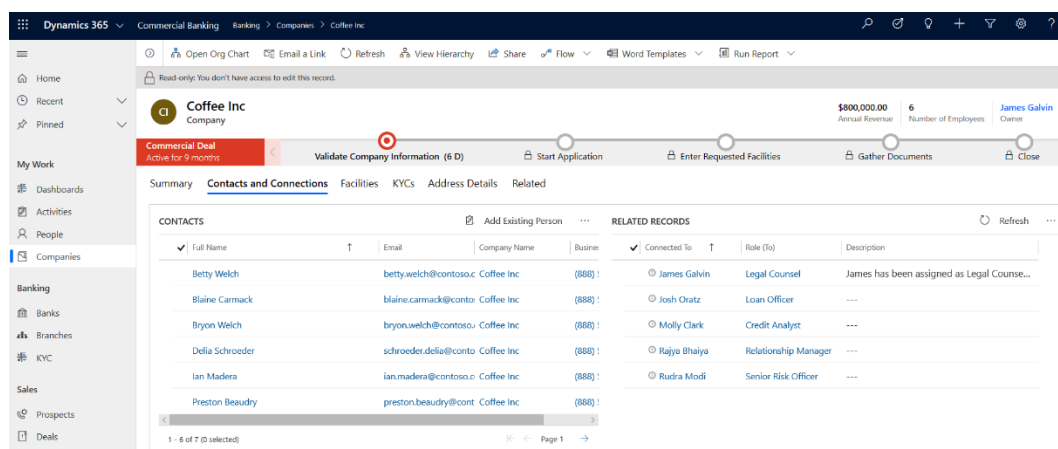 Dynamics 365 Commercial Banking Banking > Companies > Coffee Inc ?
Open Org Chart Email a Link Refresh View Hierarchy Share Flow Word Templates Run Report
Home
Read-only: You don't have access to edit this record.
Recent
Pinned
CI Coffee Inc
Company
$800,000.00 6 James Galvin
Annual Revenue Number of Employees Owner
Commercial Deal
Active for 9 months
Validate Company Information (6 D) Start Application Enter Requested Facilities Gather Documents Close
My Work
Dashboards
Activities
People
Companies
Banking
Banks
Branches
KYC
Sales
Prospects
Deals
Summary Contacts and Connections Facilities KYCs Address Details Related
CONTACTS Add Existing Person ...
Full Name ↑ Email Company Name Busines
Betty Welch betty.welch@contoso.c Coffee Inc (888)
Blaine Carmack blaine.carmack@conto Coffee Inc (888)
Bryon Welch bryon.welch@contoso. Coffee Inc (888)
Delia Schroeder schroeder.delia@conto Coffee Inc (888)
Ian Madera ian.madera@contoso.c Coffee Inc (888)
Preston Beaudry preston.beaudry@cont Coffee Inc (888)
1 - 6 of 7 (0 selected) Page 1
RELATED RECORDS Refresh ...
Connected To ↑ Role (To) Description
James Galvin Legal Counsel James has been assigned as Legal Counse...
Josh Oratz Loan Officer ---
Molly Clark Credit Analyst ---
Rajya Bhaiya Relationship Manager ---
Rudra Modi Senior Risk Officer ---